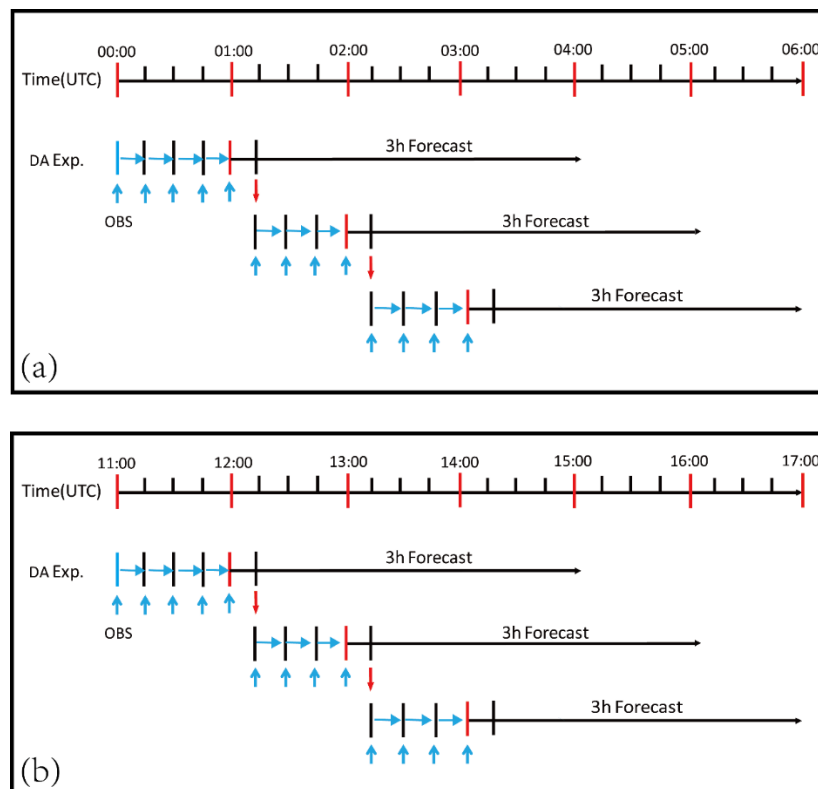 00:00 01:00 02:00 03:00 04:00 05:00 06:00
Time(UTC)
DA Exp.
3h Forecast
OBS
3h Forecast
3h Forecast
(a)
11:00 12:00 13:00 14:00 15:00 16:00 17:00
Time(UTC)
DA Exp.
3h Forecast
OBS
3h Forecast
3h Forecast
(b)